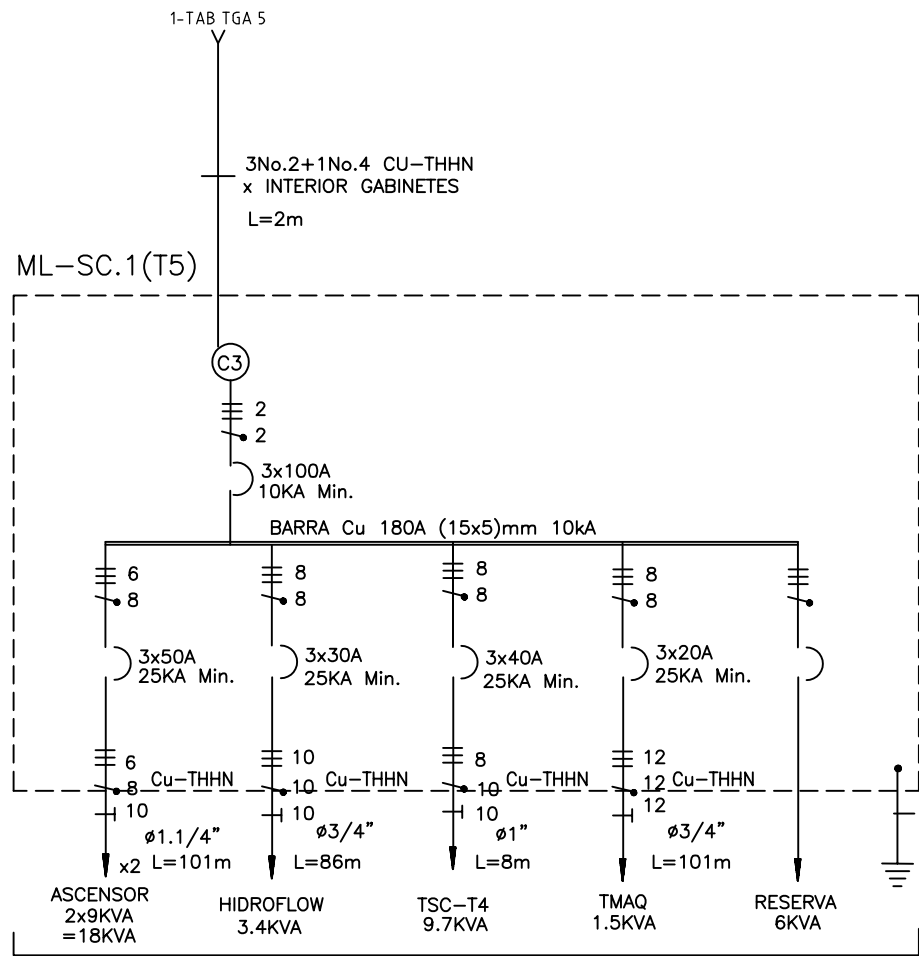 1-TAB TGA 5
3No.2+1No.4 CU-THHN
x INTERIOR GABINETES
L=2m
ML-SC.1(T5)
C3
2
2
3x100A
10KA Min.
BARRA Cu 180A (15x5)mm 10kA
6
8
8
8
8
8
8
8
3x50A
25KA Min.
3x30A
25KA Min.
3x40A
25KA Min.
3x20A
25KA Min.
6
8
Cu-THHN
10
10
10
Cu-THHN
10
8
10
Cu-THHN
10
12
12
Cu-THHN
12
ø1.1/4"
x2 L=101m
ø3/4"
L=86m
ø1"
L=8m
ø3/4"
L=101m
ASCENSOR
2x9KVA
=18KVA
HIDROFLOW
3.4KVA
TSC-T4
9.7KVA
TMAQ
1.5KVA
RESERVA
6KVA